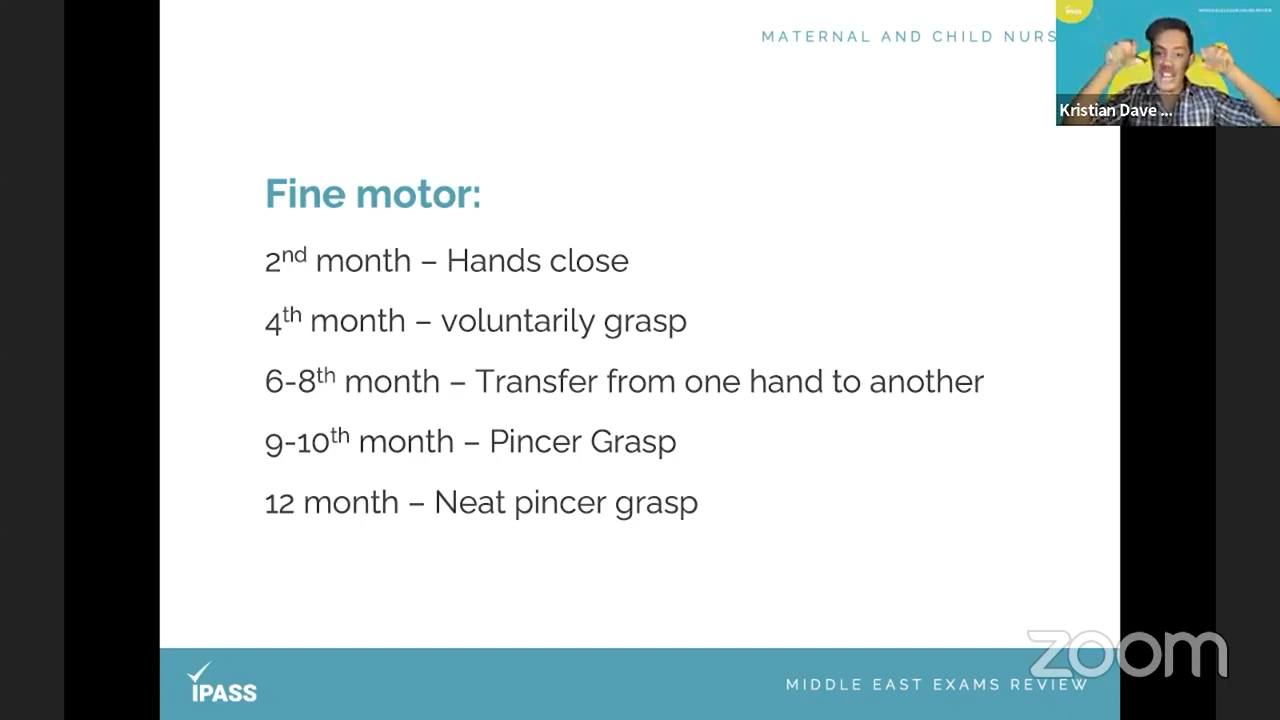 MATERNAL AND CHILD NURS
iPASS
Kristian Dave ...
Fine motor:
2nd month – Hands close
4th month – voluntarily grasp
6-8th month – Transfer from one hand to another
9-10th month – Pincer Grasp
12 month – Neat pincer grasp
zoom
iPASS
MIDDLE EAST EXAMS REVIEW